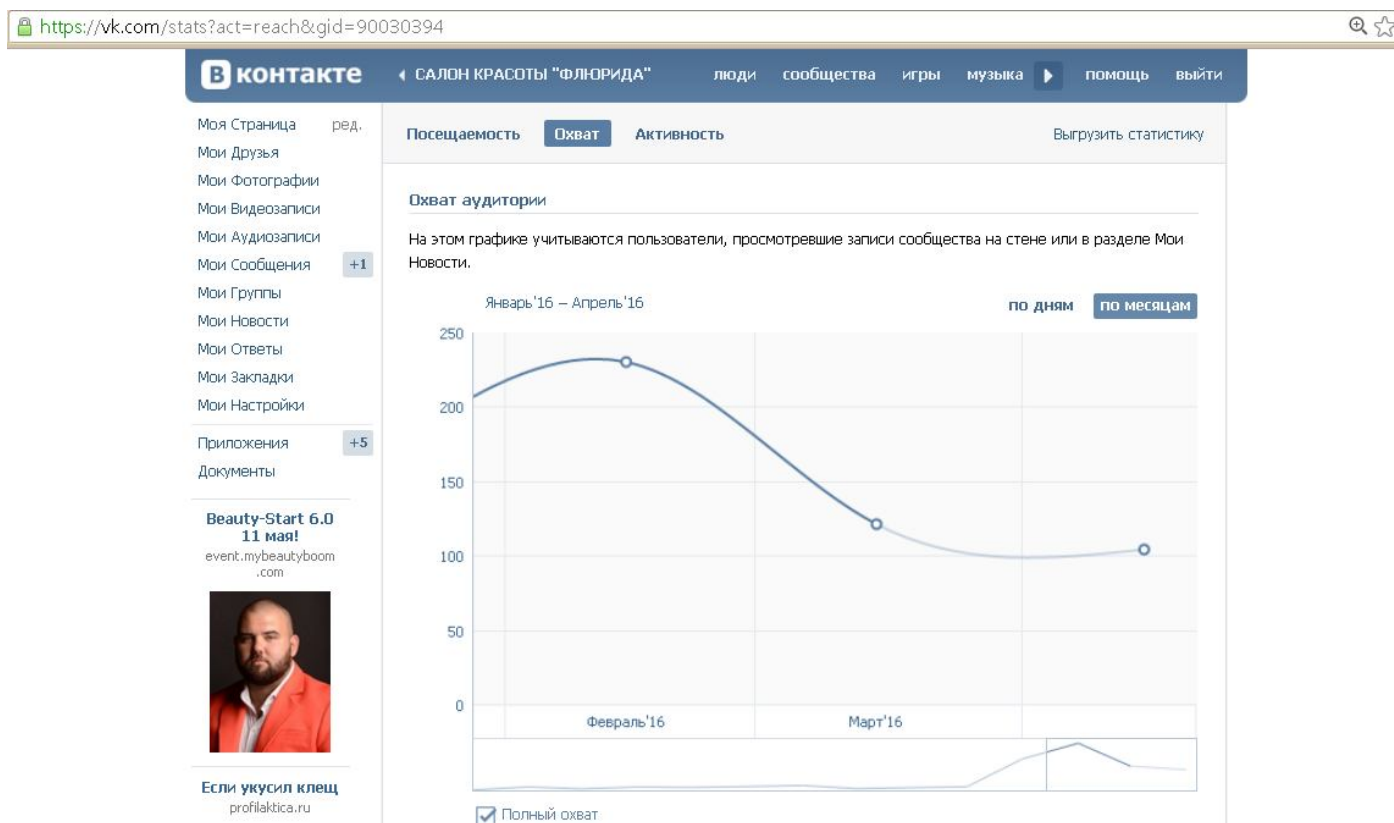 https://vk.com/stats?act=reach&gid=90030394
В контакте
САЛОН КРАСОТЫ "ФЛЮРИДА" люди сообщества игры музыка помощь выйти
Моя Страница ред.
Мои Друзья
Мои Фотографии
Мои Видеозаписи
Мои Аудиозаписи
Мои Сообщения +1
Мои Группы
Мои Новости
Мои Ответы
Мои Закладки
Мои Настройки
Приложения +5
Документы
Beauty-Start 6.0
11 мая!
event.mybeautyboom
.com
Если укусил клещ
profilaktica.ru
Посещаемость Охват Активность Выгрузить статистику
Охват аудитории
На этом графике учитываются пользователи, просмотревшие записи сообщества на стене или в разделе Мои
Новости.
Январь'16 – Апрель'16 по дням по месяцам
250
200
150
100
50
0
Февраль'16 Март'16
Полный охват